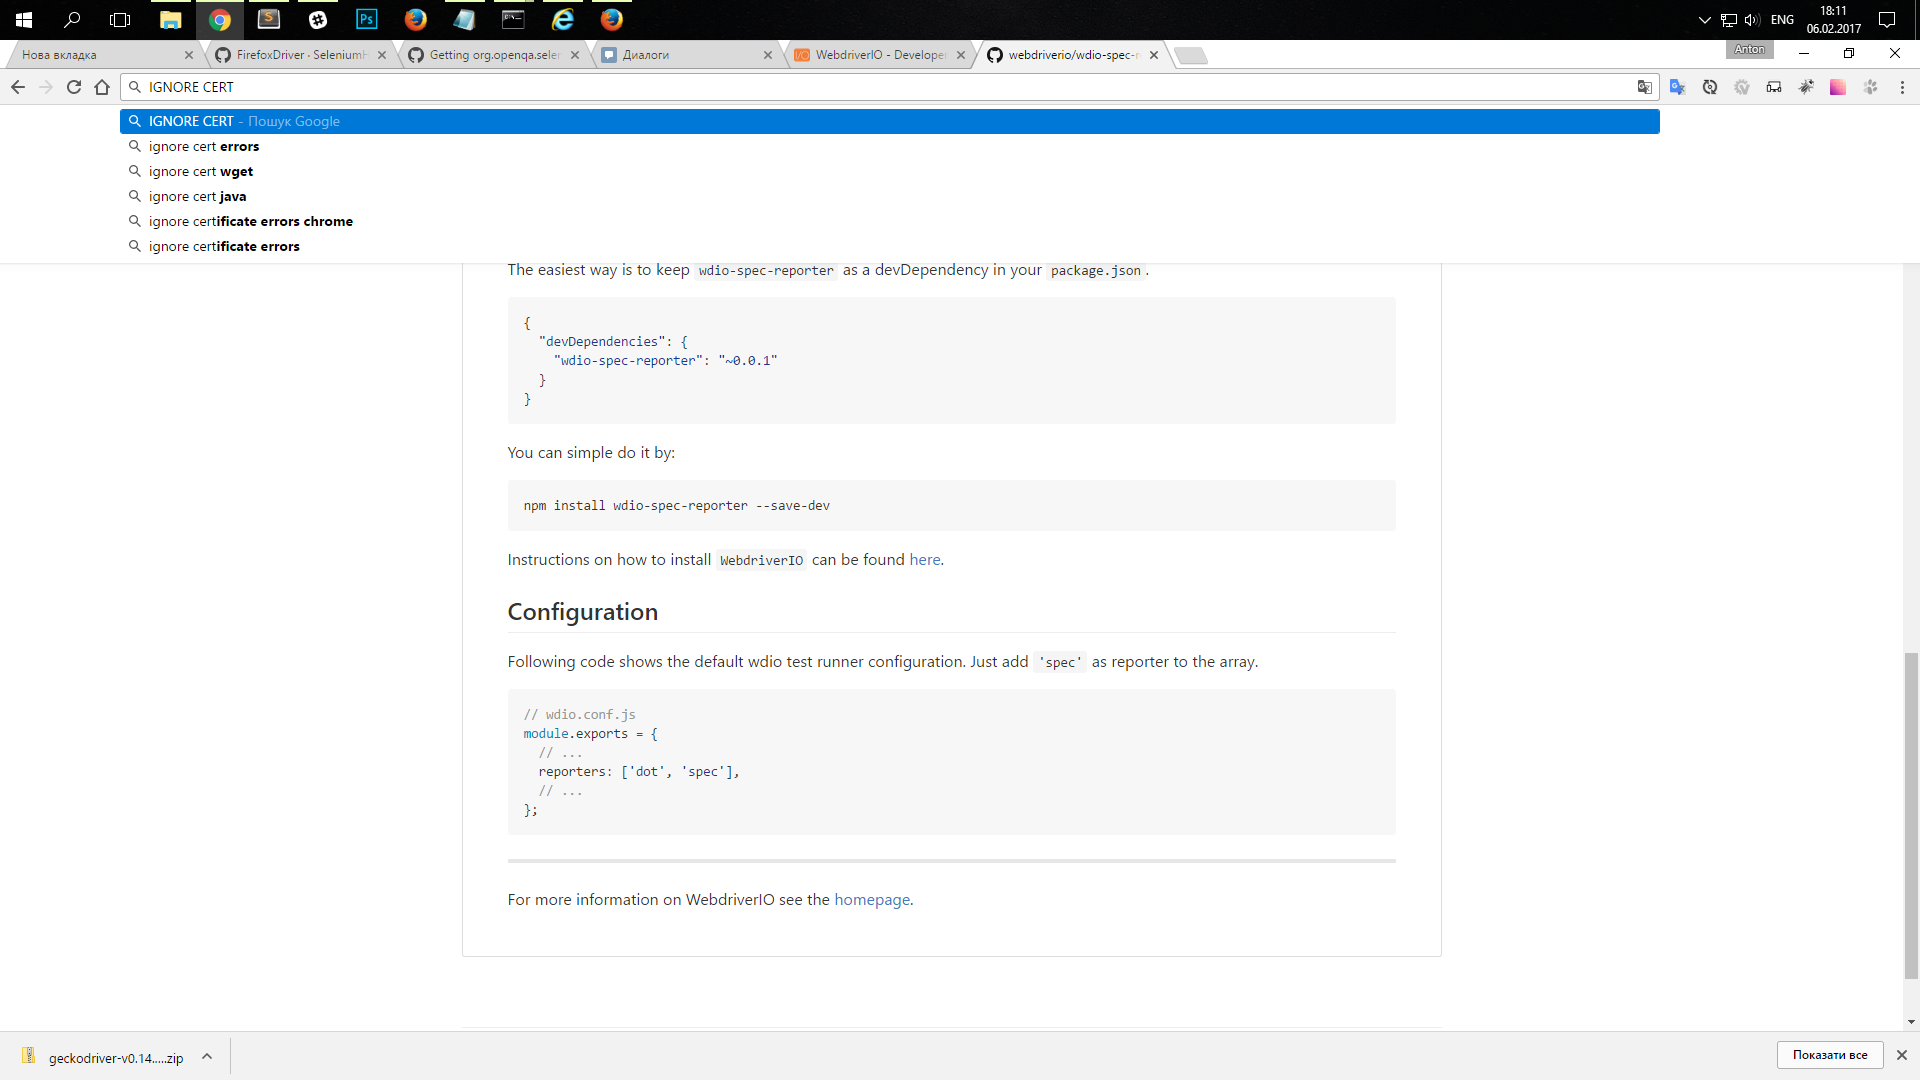 Ps
ENG
18:11
06.02.2017
Нова вкладка
FirefoxDriver · Selenium
Getting org.openqa.sele
Диалоги
WebdriverIO - Developer
webdriverio/wdio-spec-r
Anton
IGNORE CERT
IGNORE CERT - Пошук Google
ignore cert errors
ignore cert wget
ignore cert java
ignore certificate errors chrome
ignore certificate errors
The easiest way is to keep wdio-spec-reporter as a devDependency in your package.json.
{
"devDependencies": {
"wdio-spec-reporter": "~0.0.1"
}
}
You can simple do it by:
npm install wdio-spec-reporter --save-dev
Instructions on how to install WebdriverIO can be found here.
Configuration
Following code shows the default wdio test runner configuration. Just add 'spec' as reporter to the array.
// wdio.conf.js
module.exports = {
// ...
reporters: ['dot', 'spec'],
// ...
};
For more information on WebdriverIO see the homepage.
geckodriver-v0.14.....zip
Показати все